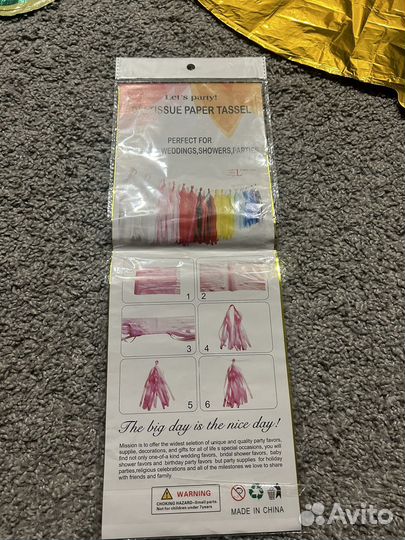 Let's party!
TISSUE PAPER TASSEL
PERFECT FOR
WEDDINGS,SHOWERS,PARTIES
1
2
3
4
5
6
The big day is the nice day!
Mission is to offer the widest seletion of unique and quality party favors,
supplie, decorations, and gifts for all of life s special occasions, you will
find not only one-of-a kind wedding favors, bridal shower favors, baby
shower favors and birthday party favors but party supplies for holiday
parties,religious celebrations and all of the milestones we love to share
with friends and family.
WARNING
CHOKING HAZARD-Small parts.
Not for children under 7years
MADE IN CHINA
Avito